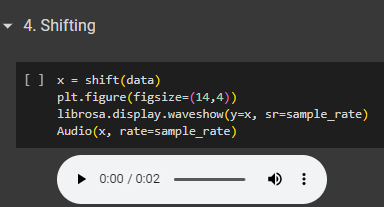 4. Shifting
[ ] x = shift(data)
plt.figure(figsize=(14,4))
librosa.display.waveshow(y=x, sr=sample_rate)
Audio(x, rate=sample_rate)
0:00 / 0:02